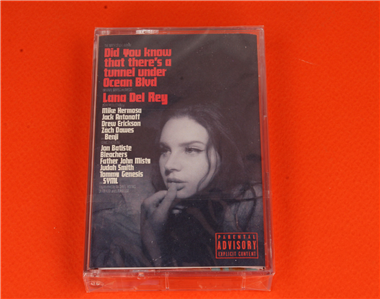 Did you know
that there's a
tunnel under
Ocean Blvd
Lana Del Rey
Mike Hermosa
Jack Antonoff
Drew Erickson
Zach Dawes
Benji
Jon Batiste
Bleachers
Father John Misty
Judah Smith
Tommy Genesis
SYML
PARENTAL
ADVISORY
EXPLICIT CONTENT